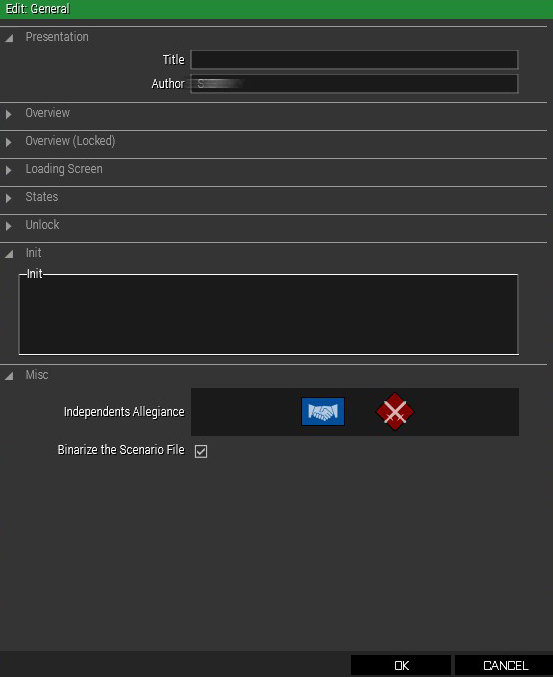 Edit: General
Presentation
Title
Author
Overview
Overview (Locked)
Loading Screen
States
Unlock
Init
Init
Misc
Independents Allegiance
Binarize the Scenario File
OK CANCEL